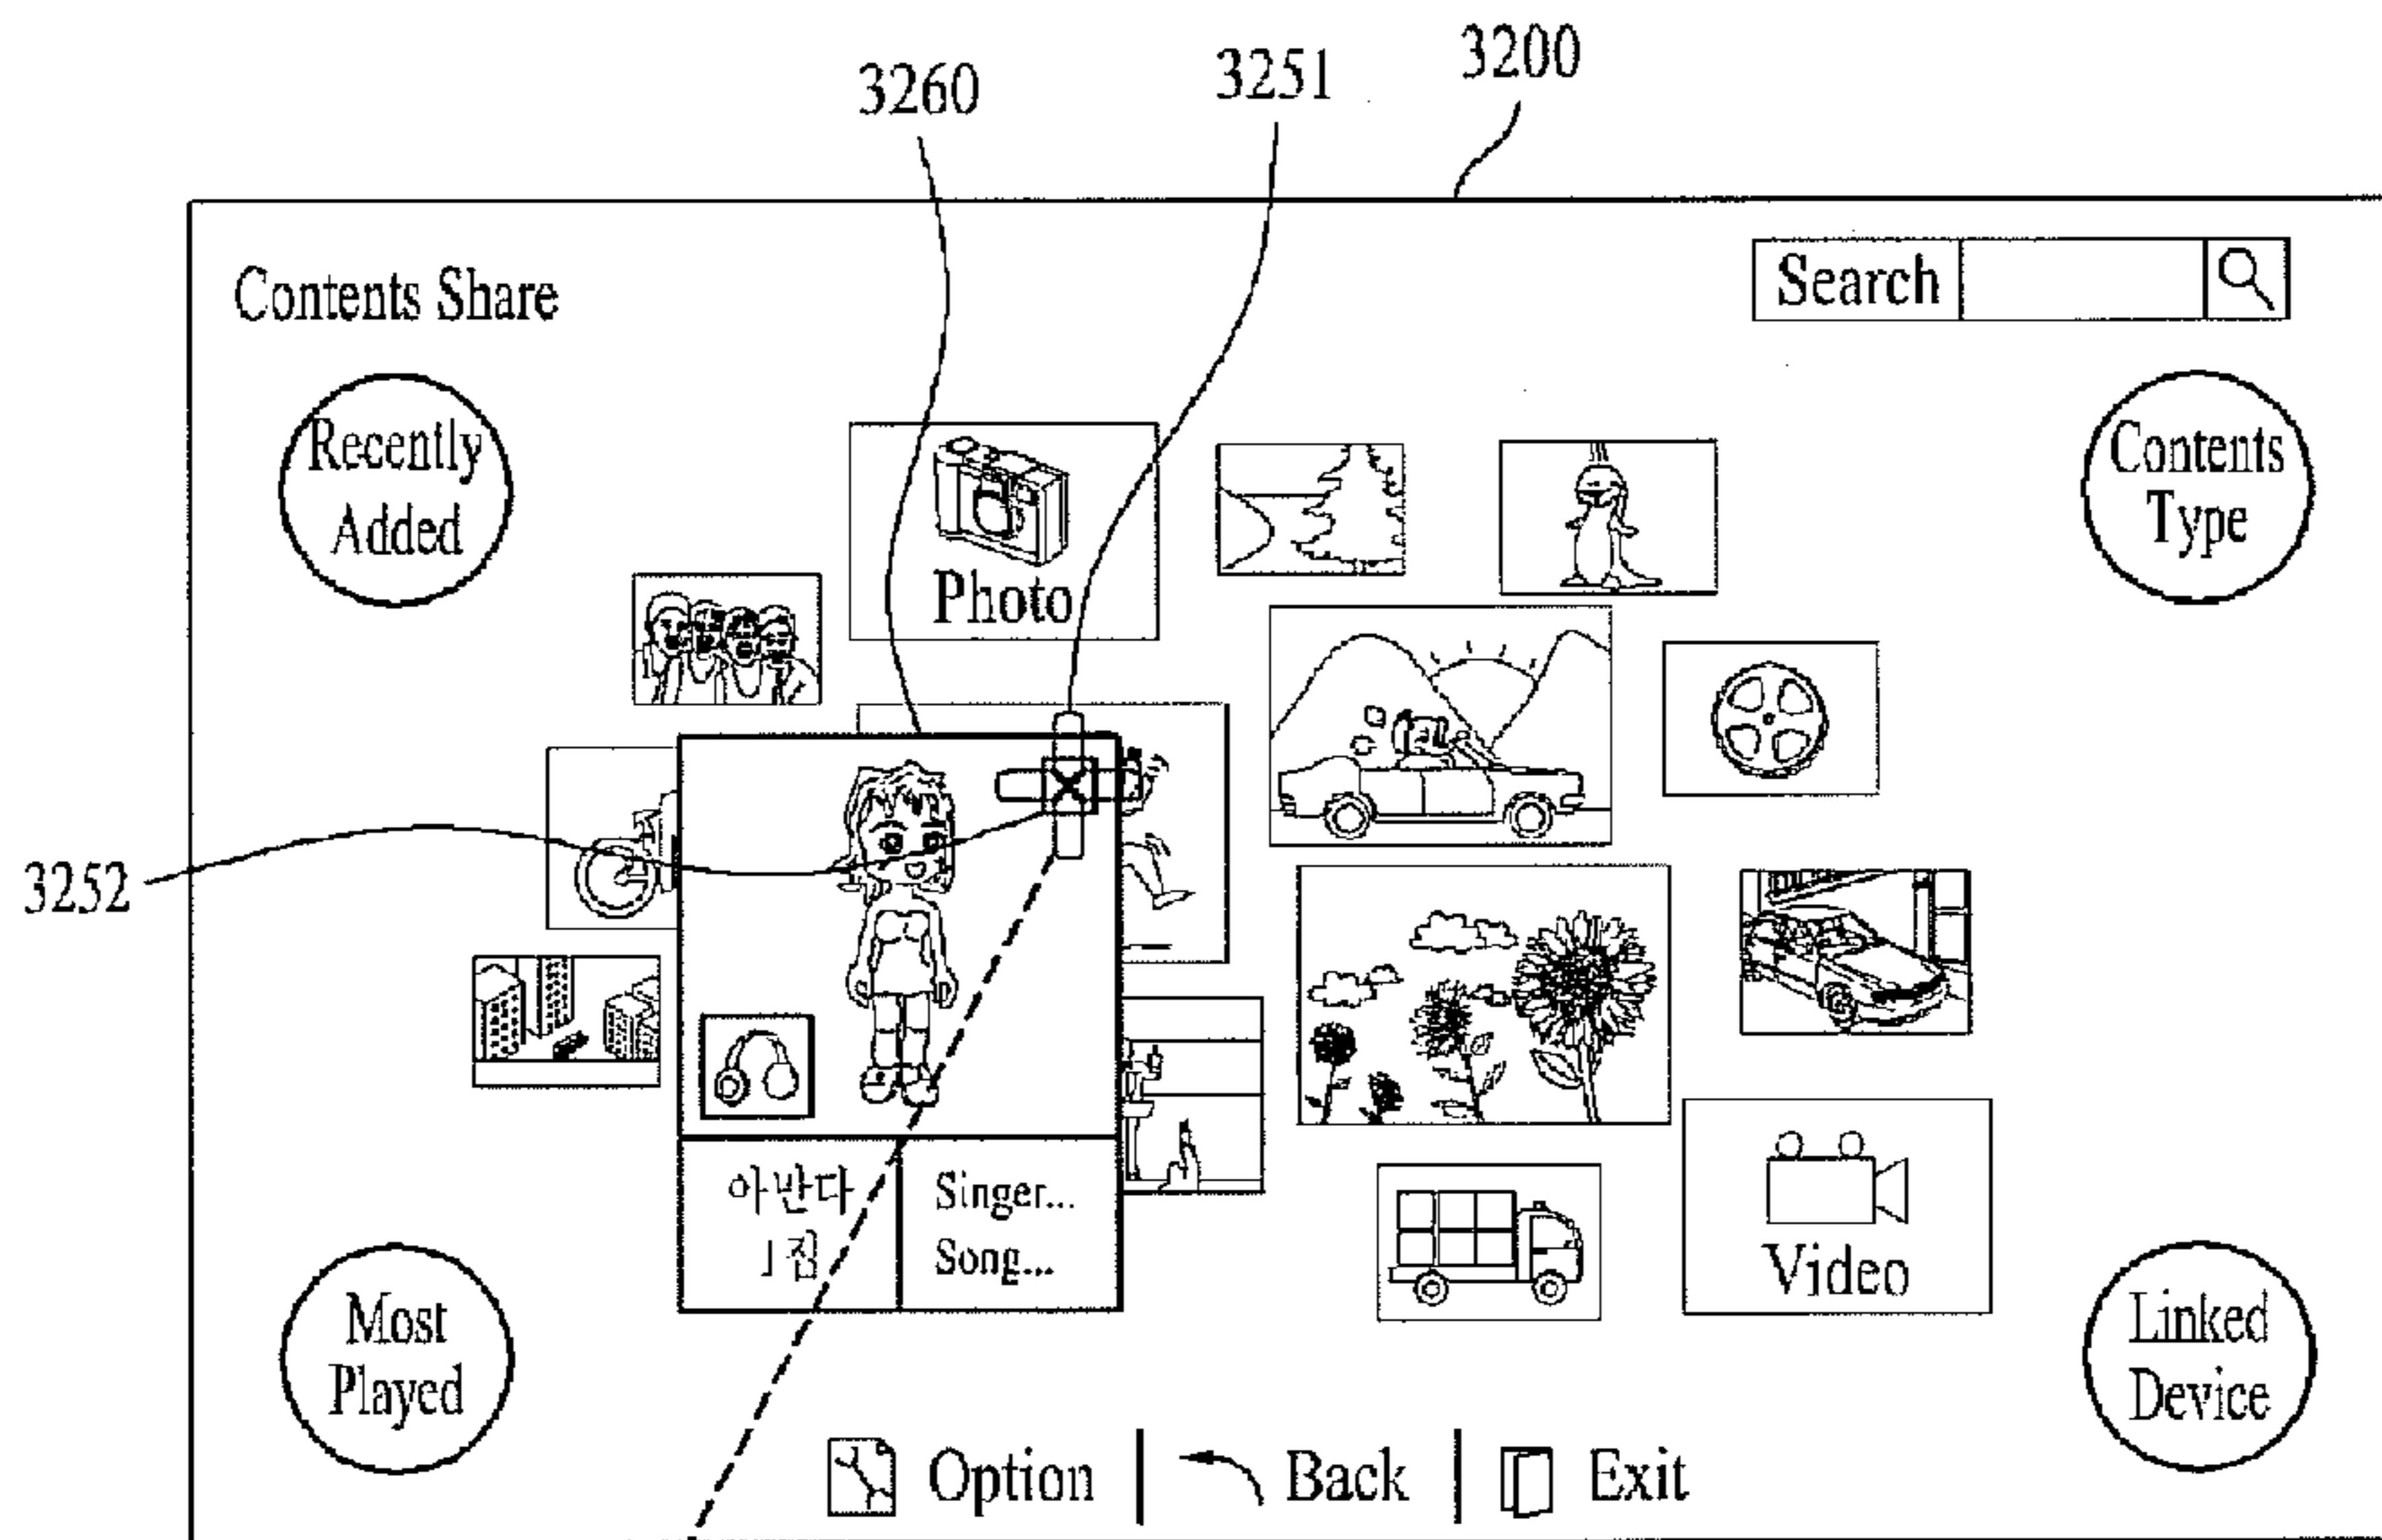 3260
3251
3200
Contents Share
Search
Recently
Added
Contents
Type
Photo
3252
아반다
1집
Singer...
Song...
Video
Most
Played
Linked
Device
Option
Back
Exit